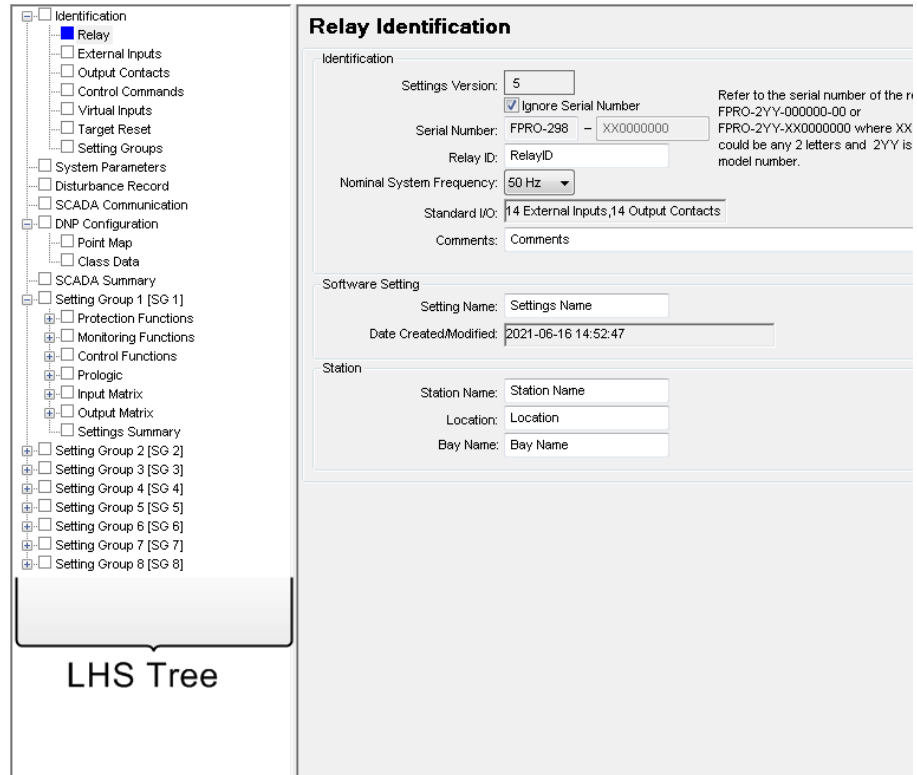 Identification
Relay
External Inputs
Output Contacts
Control Commands
Virtual Inputs
Target Reset
Setting Groups
System Parameters
Disturbance Record
SCADA Communication
DNP Configuration
Point Map
Class Data
SCADA Summary
Setting Group 1 [SG 1]
Protection Functions
Monitoring Functions
Control Functions
Prologic
Input Matrix
Output Matrix
Settings Summary
Setting Group 2 [SG 2]
Setting Group 3 [SG 3]
Setting Group 4 [SG 4]
Setting Group 5 [SG 5]
Setting Group 6 [SG 6]
Setting Group 7 [SG 7]
Setting Group 8 [SG 8]
LHS Tree
Relay Identification
Identification
Settings Version: 5
Ignore Serial Number
Serial Number: FPRO-298 – XX0000000
Relay ID: RelayID
Nominal System Frequency: 50 Hz
Standard I/O: 14 External Inputs,14 Output Contacts
Comments: Comments
Refer to the serial number of the re
FPRO-2YY-000000-00 or
FPRO-2YY-XX0000000 where XX
could be any 2 letters and 2YY is
model number.
Software Setting
Setting Name: Settings Name
Date Created/Modified: 2021-06-16 14:52:47
Station
Station Name: Station Name
Location: Location
Bay Name: Bay Name